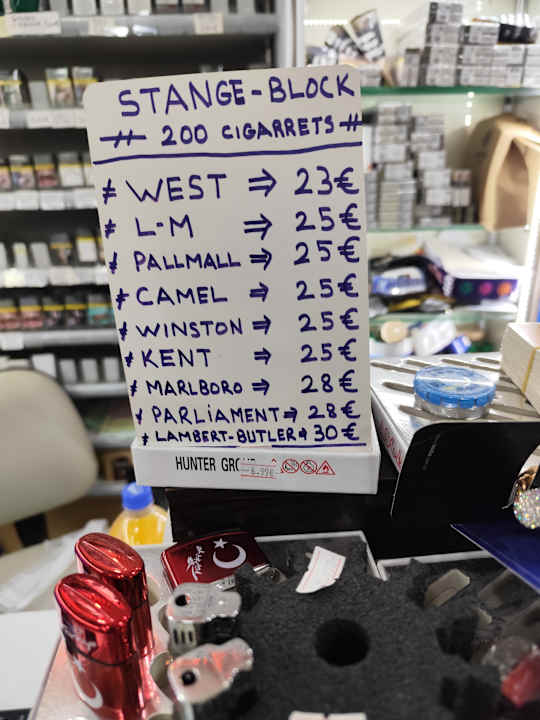 STANGE-BLOCK
# 200 CIGARRETS #
≠ WEST ⇒ 23€
≠ L-M ⇒ 25€
≠ PALLMALL ⇒ 25€
≠ CAMEL ⇒ 25€
≠ WINSTON ⇒ 25€
≠ KENT ⇒ 25€
≠ MARLBORO ⇒ 28€
≠ PARLiAMENT ⇒ 28€
≠ LAMBERT-BUTLER ⇒ 30€
HUNTER
Türkiye